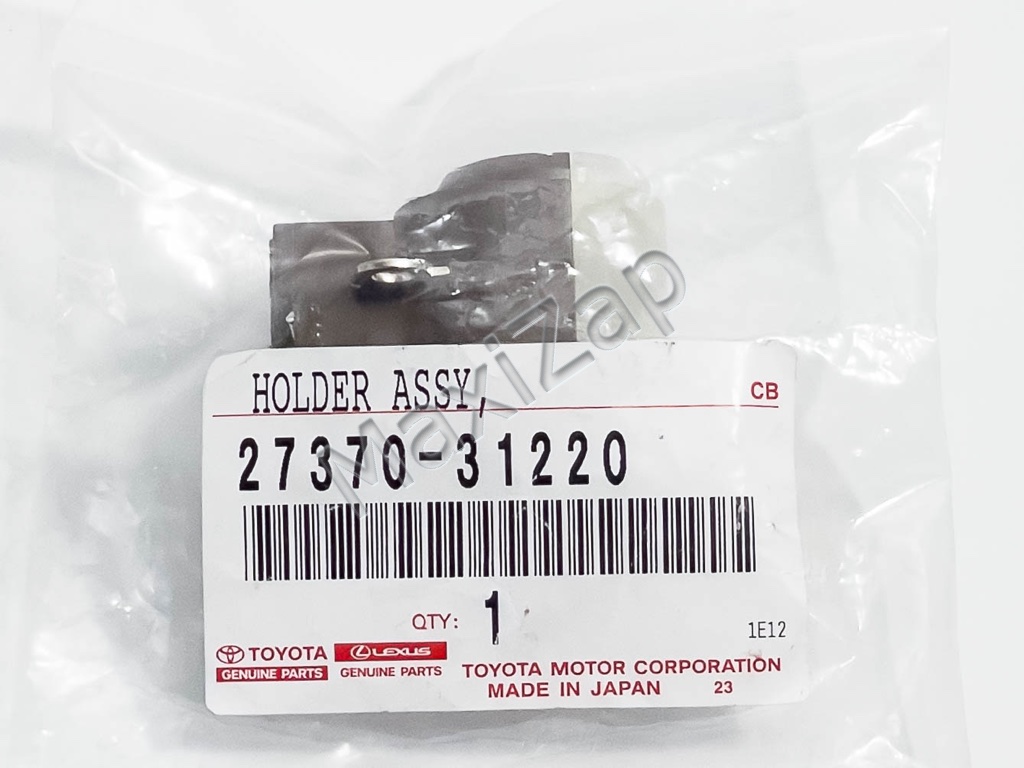 HOLDER ASSY,
CB
27370-31220
QTY: 1
1E12
TOYOTA
GENUINE PARTS
LEXUS
GENUINE PARTS
TOYOTA MOTOR CORPORATION
MADE IN JAPAN 23
MaxiZap